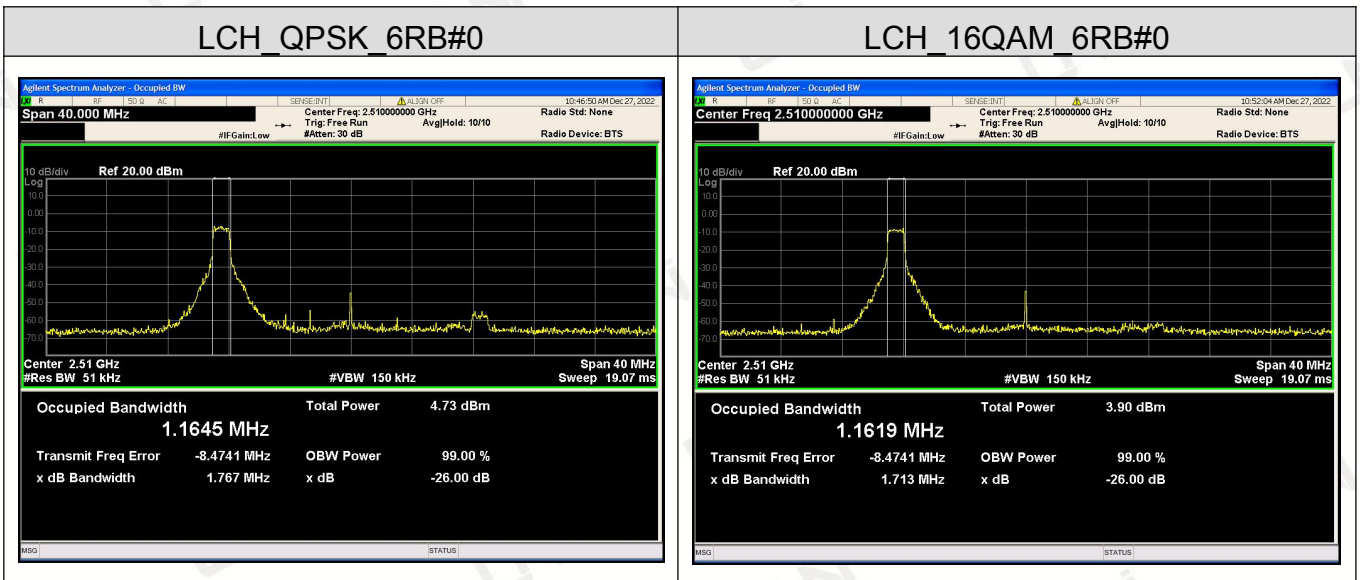 LCH_QPSK_6RB#0
Agilent Spectrum Analyzer - Occupied BW
LXI R RF 50 Ω AC SENSE:INT ALIGN OFF 10:46:50 AM Dec 27, 2022
Span 40.000 MHz
Center Freq: 2.510000000 GHz
Radio Std: None
Trig: Free Run Avg|Hold: 10/10
#IFGain:Low #Atten: 30 dB Radio Device: BTS
10 dB/div Ref 20.00 dBm
Log
10.0
0.00
-10.0
-20.0
-30.0
-40.0
-50.0
-60.0
-70.0
Center 2.51 GHz Span 40 MHz
#Res BW 51 kHz #VBW 150 kHz Sweep 19.07 ms
Occupied Bandwidth Total Power 4.73 dBm
1.1645 MHz
Transmit Freq Error -8.4741 MHz OBW Power 99.00 %
x dB Bandwidth 1.767 MHz x dB -26.00 dB
MSG STATUS
LCH_16QAM_6RB#0
Agilent Spectrum Analyzer - Occupied BW
LXI R RF 50 Ω AC SENSE:INT ALIGN OFF 10:52:04 AM Dec 27, 2022
Center Freq 2.510000000 GHz
Center Freq: 2.510000000 GHz
Radio Std: None
Trig: Free Run Avg|Hold: 10/10
#IFGain:Low #Atten: 30 dB Radio Device: BTS
10 dB/div Ref 20.00 dBm
Log
10.0
0.00
-10.0
-20.0
-30.0
-40.0
-50.0
-60.0
-70.0
Center 2.51 GHz Span 40 MHz
#Res BW 51 kHz #VBW 150 kHz Sweep 19.07 ms
Occupied Bandwidth Total Power 3.90 dBm
1.1619 MHz
Transmit Freq Error -8.4741 MHz OBW Power 99.00 %
x dB Bandwidth 1.713 MHz x dB -26.00 dB
MSG STATUS